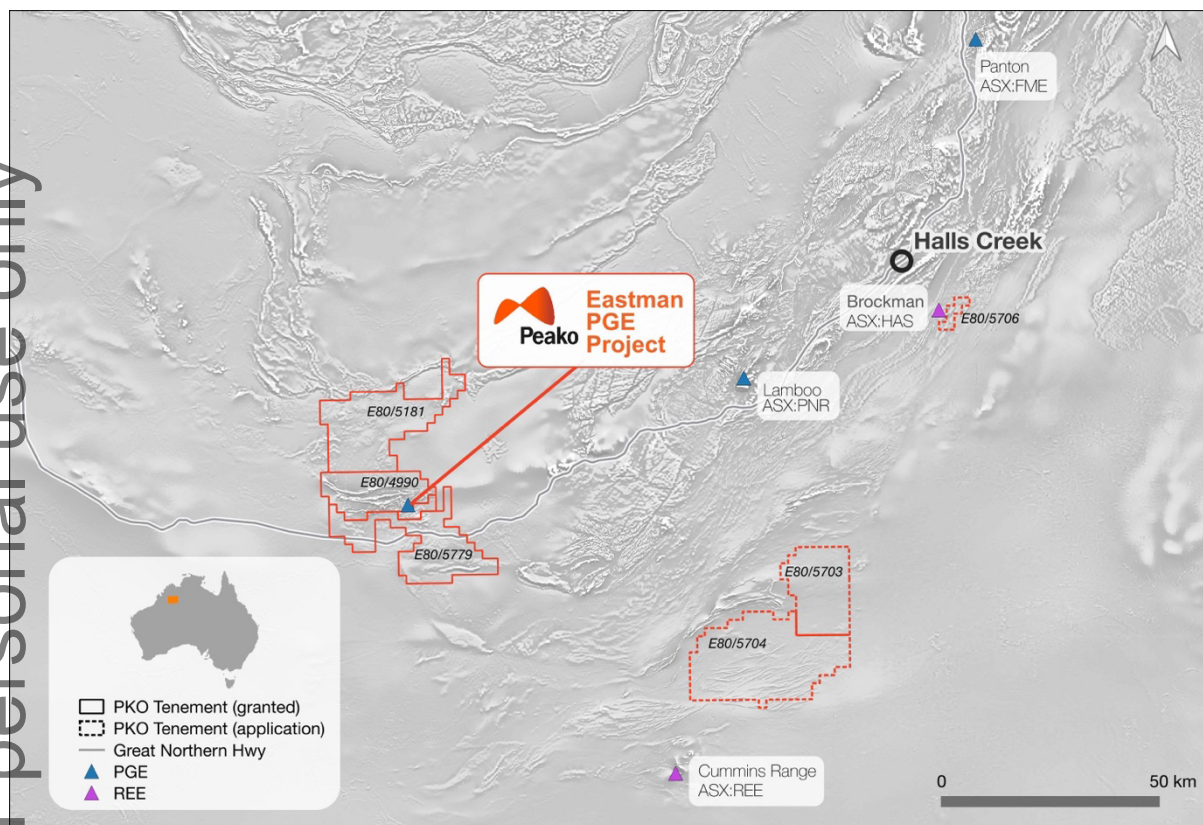 Panton
ASX:FME
Halls Creek
Brockman
ASX:HAS
E80/5706
Peako
Eastman
PGE
Project
Lamboo
ASX:PNR
E80/5181
E80/4990
E80/5779
E80/5703
E80/5704
PKO Tenement (granted)
PKO Tenement (application)
Great Northern Hwy
PGE
REE
Cummins Range
ASX:REE
0 50 km
personal use only